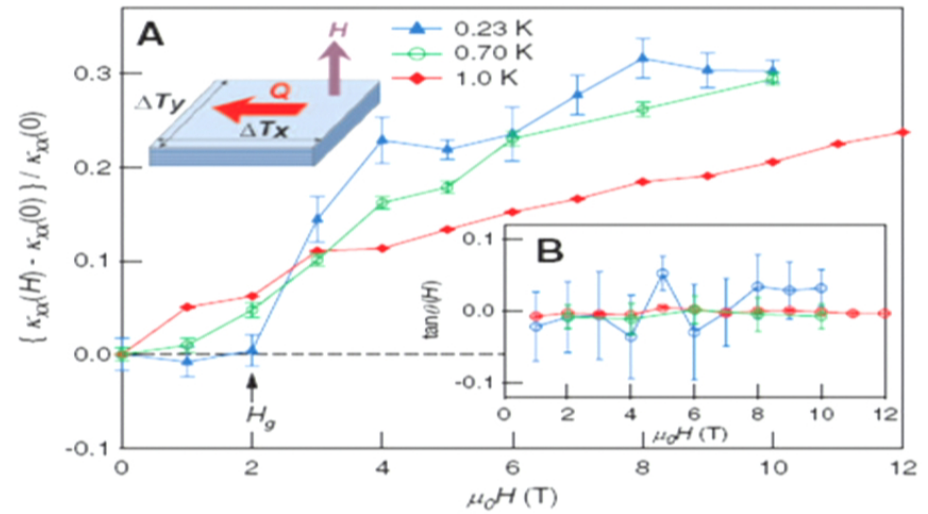 A
H
0.23 K
0.70 K
1.0 K
Q
ΔTy
ΔTx
{ κxx(H) - κxx(0) } / κxx(0)
0.3
0.2
0.1
0.0
-0.1
Hg
0 2 4 6 8 10 12
μ0H (T)
B
tanθ(H)
0.1
0.0
-0.1
0 2 4 6 8 10 12
μ0H (T)